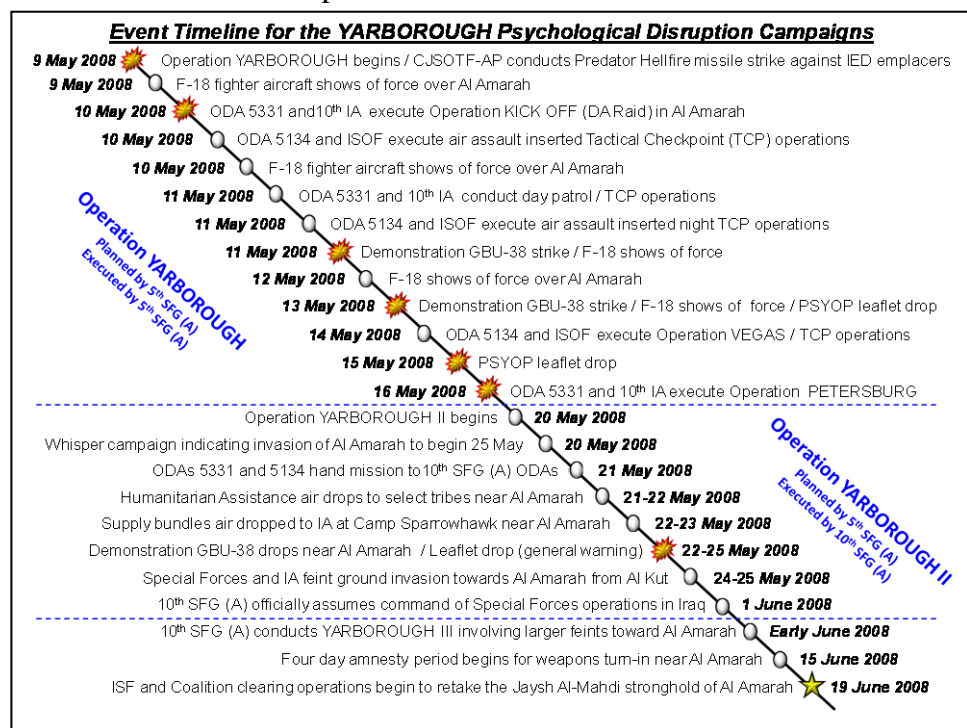 Event Timeline for the YARBOROUGH Psychological Disruption Campaigns
9 May 2008 Operation YARBOROUGH begins / CJSOTF-AP conducts Predator Hellfire missile strike against IED emplacers
9 May 2008 F-18 fighter aircraft shows of force over Al Amarah
10 May 2008 ODA 5331 and10th IA execute Operation KICK OFF (DA Raid) in Al Amarah
10 May 2008 ODA 5134 and ISOF execute air assault inserted Tactical Checkpoint (TCP) operations
10 May 2008 F-18 fighter aircraft shows of force over Al Amarah
11 May 2008 ODA 5331 and 10th IA conduct day patrol / TCP operations
11 May 2008 ODA 5134 and ISOF execute air assault inserted night TCP operations
11 May 2008 Demonstration GBU-38 strike / F-18 shows of force
12 May 2008 F-18 shows of force over Al Amarah
13 May 2008 Demonstration GBU-38 strike / F-18 shows of force / PSYOP leaflet drop
14 May 2008 ODA 5134 and ISOF execute Operation VEGAS / TCP operations
15 May 2008 PSYOP leaflet drop
16 May 2008 ODA 5331 and 10th IA execute Operation PETERSBURG
Operation YARBOROUGH
Planned by 5th SFG (A)
Executed by 5th SFG (A)
Operation YARBOROUGH II begins 20 May 2008
Whisper campaign indicating invasion of Al Amarah to begin 25 May 20 May 2008
ODAs 5331 and 5134 hand mission to10th SFG (A) ODAs 21 May 2008
Humanitarian Assistance air drops to select tribes near Al Amarah 21-22 May 2008
Supply bundles air dropped to IA at Camp Sparrowhawk near Al Amarah 22-23 May 2008
Demonstration GBU-38 drops near Al Amarah / Leaflet drop (general warning) 22-25 May 2008
Special Forces and IA feint ground invasion towards Al Amarah from Al Kut 24-25 May 2008
10th SFG (A) officially assumes command of Special Forces operations in Iraq 1 June 2008
Operation YARBOROUGH II
Planned by 5th SFG (A)
Executed by 10th SFG (A)
10th SFG (A) conducts YARBOROUGH III involving larger feints toward Al Amarah Early June 2008
Four day amnesty period begins for weapons turn-in near Al Amarah 15 June 2008
ISF and Coalition clearing operations begin to retake the Jaysh Al-Mahdi stronghold of Al Amarah 19 June 2008